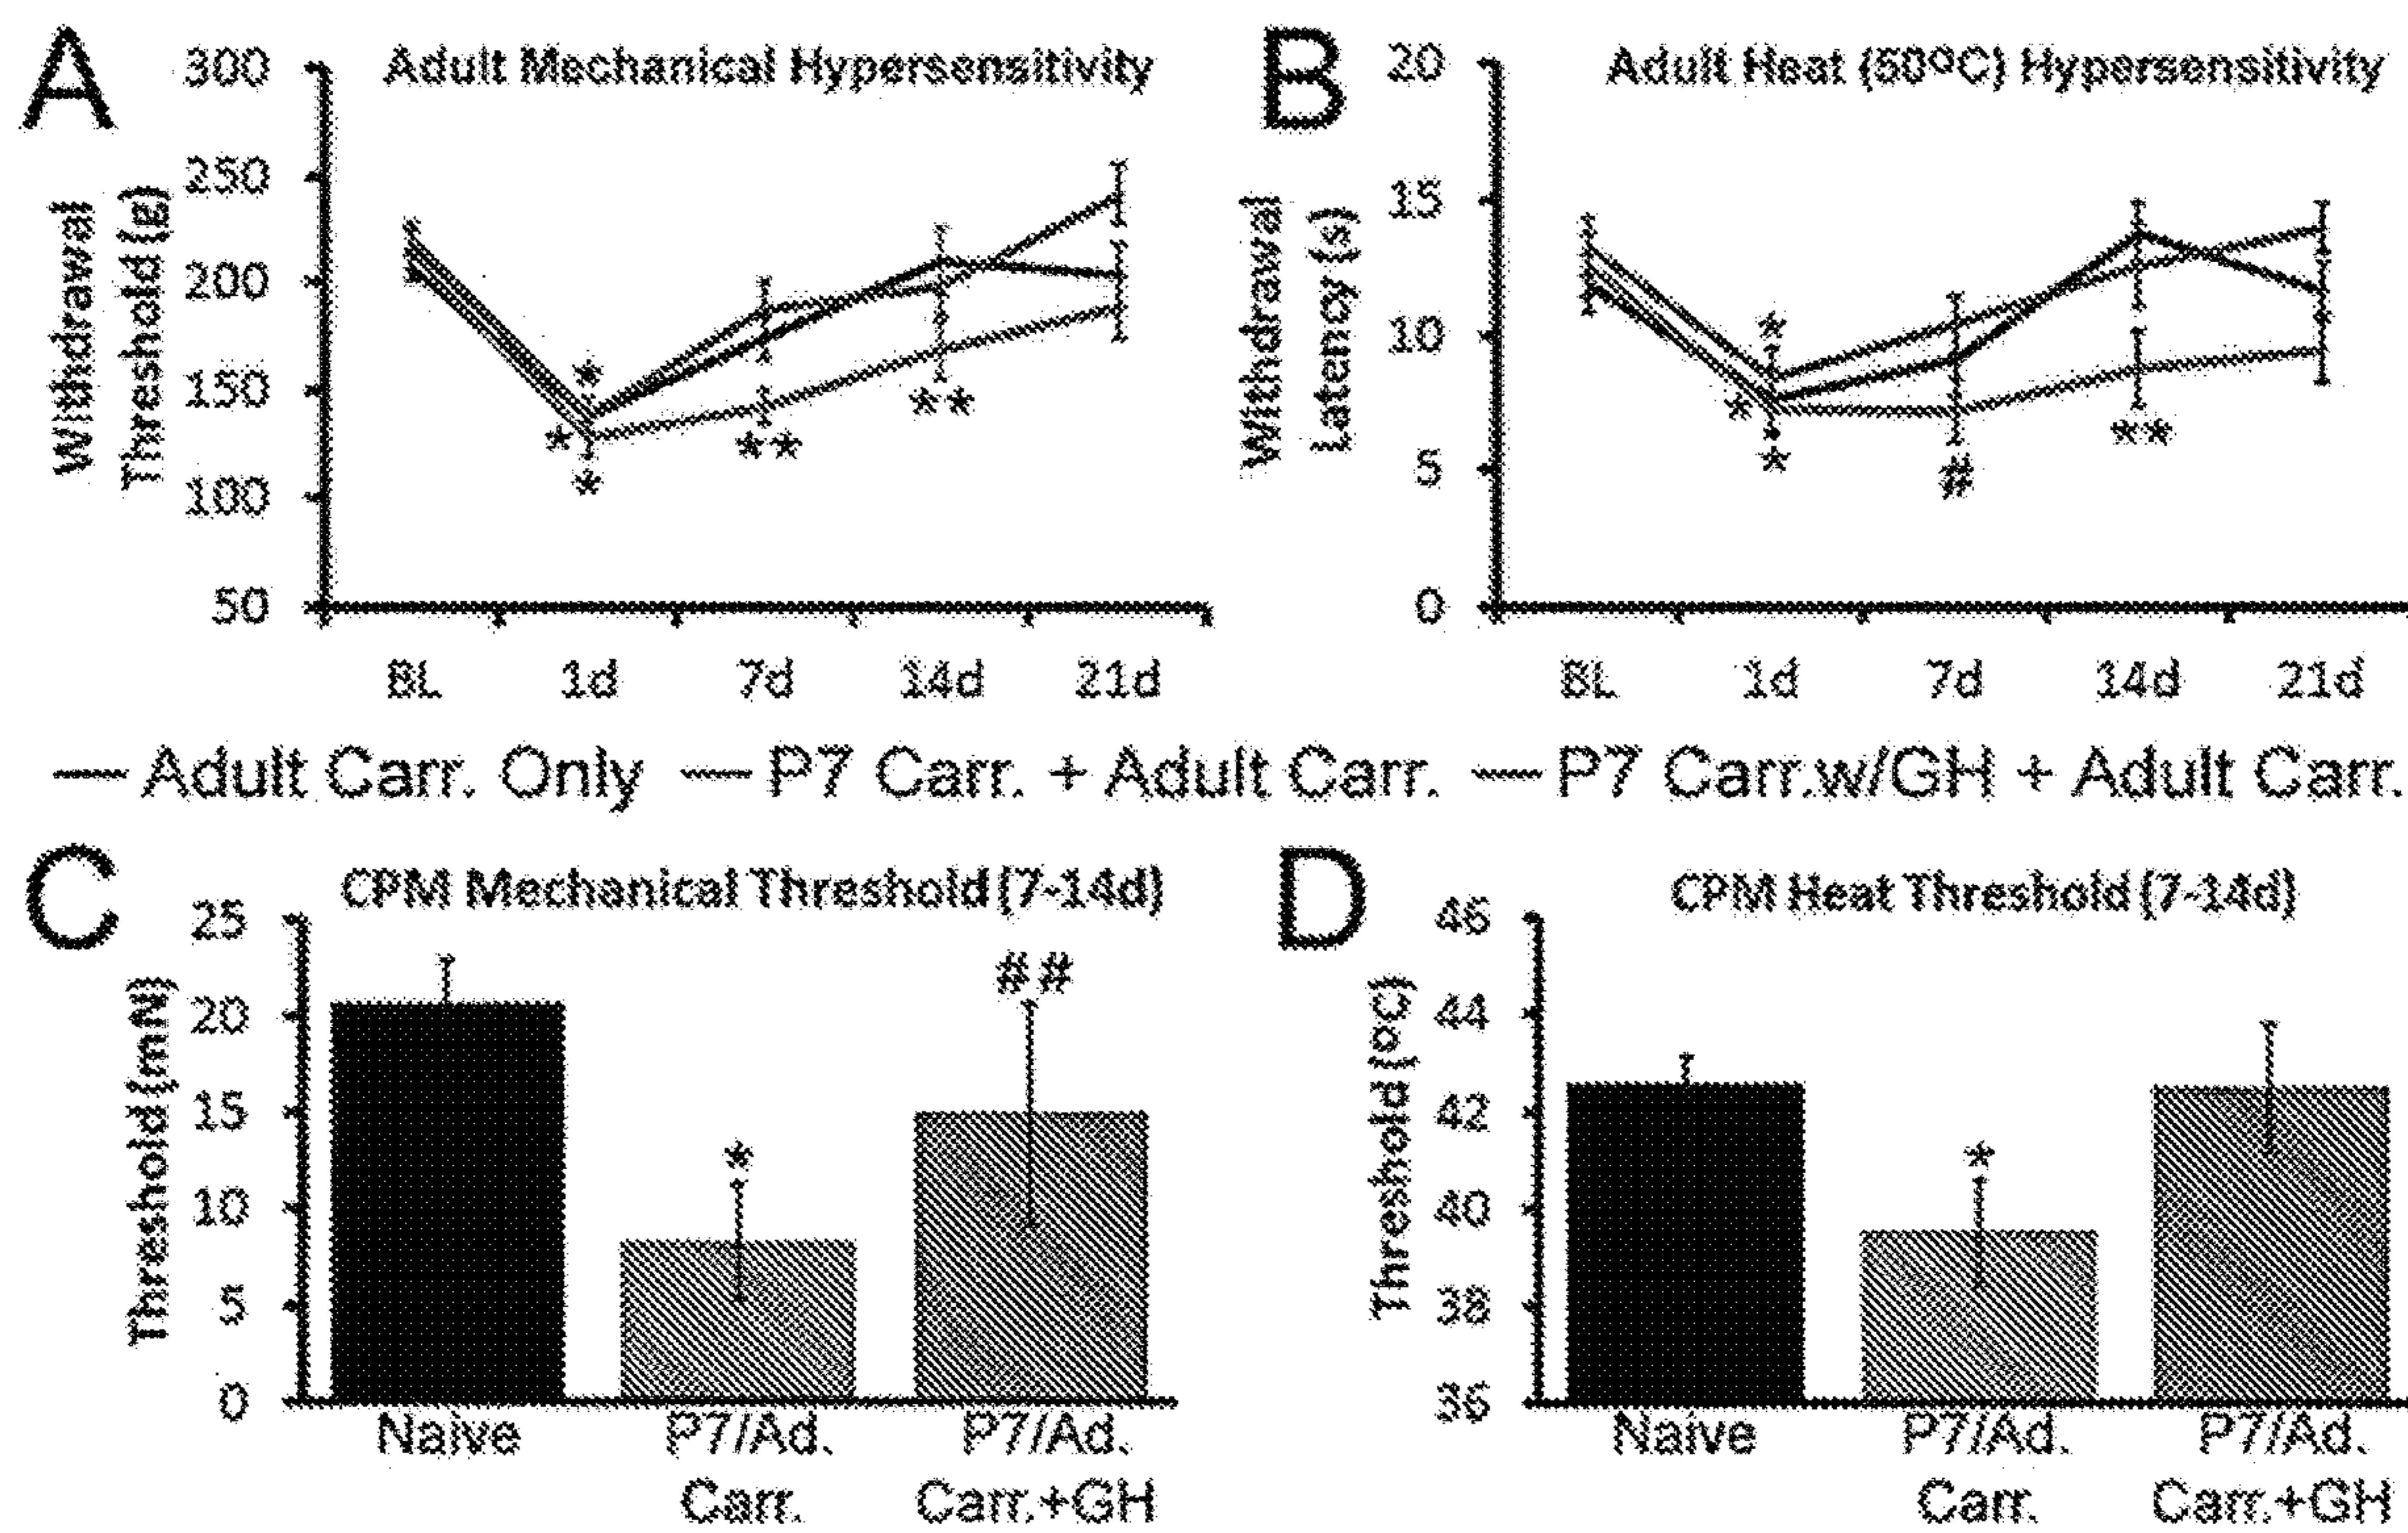 A
Adult Mechanical Hypersensitivity
Withdrawal
Threshold (g)
300
250
200
150
100
50
*
*
*
**
**
BL 1d 7d 14d 21d
B
Adult Heat (50ºC) Hypersensitivity
Withdrawal
Latency (s)
20
15
10
5
0
*
*
*
#
**
BL 1d 7d 14d 21d
Adult Carr. Only P7 Carr. + Adult Carr. P7 Carr.w/GH + Adult Carr.
C
CPM Mechanical Threshold (7-14d)
Threshold (mN)
25
20
15
10
5
0
*
##
Naive P7/Ad. P7/Ad.
Carr. Carr.+GH
D
CPM Heat Threshold (7-14d)
Threshold (ºC)
46
44
42
40
38
36
*
Naive P7/Ad. P7/Ad.
Carr. Carr.+GH